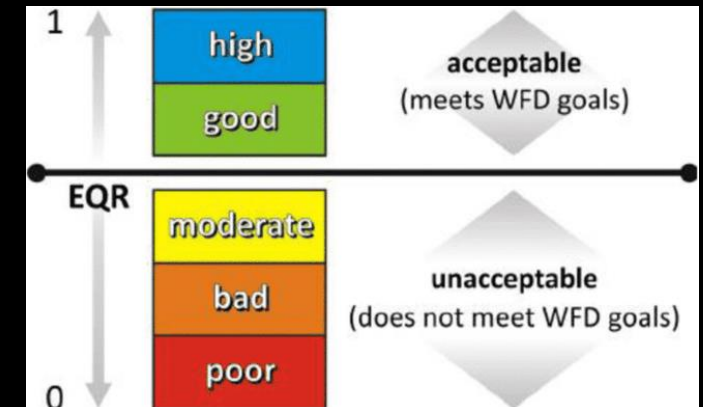 1
high
good
acceptable
(meets WFD goals)
EQR
moderate
bad
poor
unacceptable
(does not meet WFD goals)
0